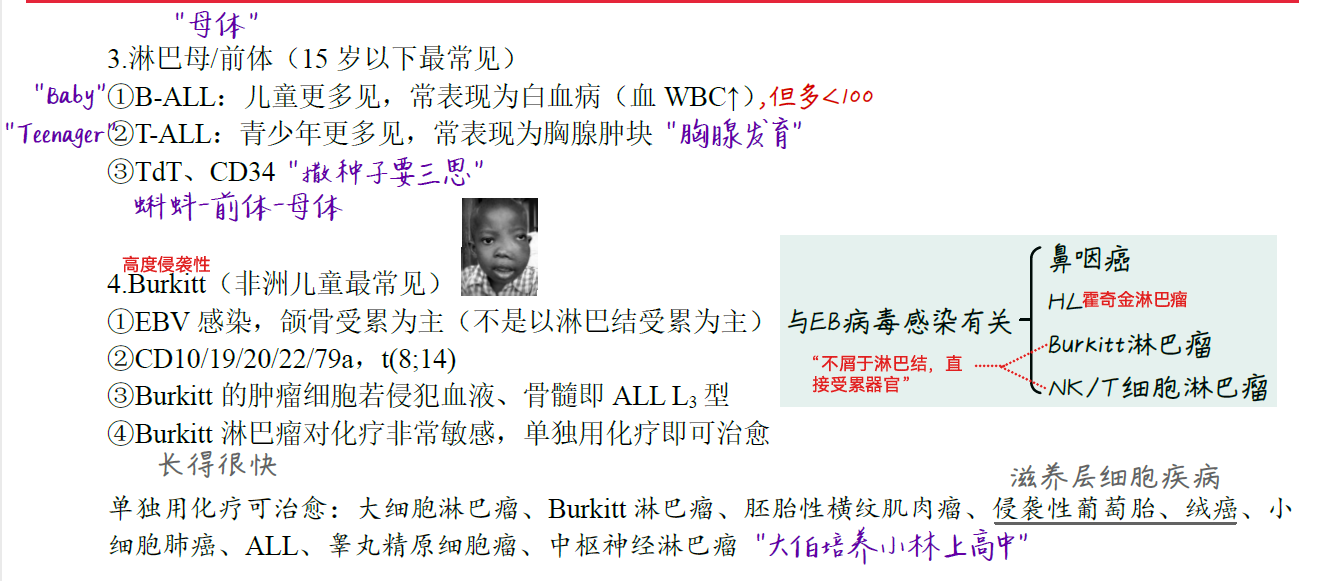 "母体"
3.淋巴母/前体（15 岁以下最常见）
"Baby"①B-ALL：儿童更多见，常表现为白血病（血 WBC↑）,但多<100
"Teenager"②T-ALL：青少年更多见，常表现为胸腺肿块 "胸腺发育"
③TdT、CD34 "撒种子要三思"
蝌蚪-前体-母体
高度侵袭性
4.Burkitt（非洲儿童最常见）
①EBV 感染，颌骨受累为主（不是以淋巴结受累为主）
②CD10/19/20/22/79a，t(8;14)
③Burkitt 的肿瘤细胞若侵犯血液、骨髓即 ALL L₃ 型
④Burkitt 淋巴瘤对化疗非常敏感，单独用化疗即可治愈
长得很快
与EB病毒感染有关
鼻咽癌
HL霍奇金淋巴瘤
Burkitt淋巴瘤
NK/T细胞淋巴瘤
“不屑于淋巴结，直
接受累器官”
滋养层细胞疾病
单独用化疗可治愈：大细胞淋巴瘤、Burkitt 淋巴瘤、胚胎性横纹肌肉瘤、侵袭性葡萄胎、绒癌、小
细胞肺癌、ALL、睾丸精原细胞瘤、中枢神经淋巴瘤 "大伯培养小林上高中"